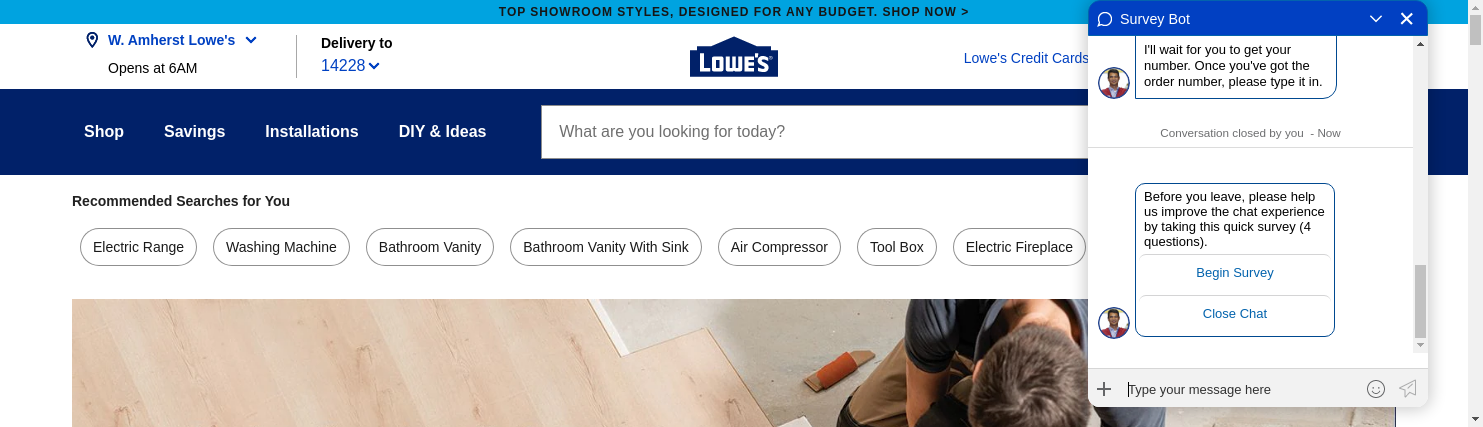 TOP SHOWROOM STYLES, DESIGNED FOR ANY BUDGET. SHOP NOW >
W. Amherst Lowe's
Opens at 6AM
Delivery to
14228
LOWE'S
Lowe's Credit Cards
Shop
Savings
Installations
DIY & Ideas
What are you looking for today?
Recommended Searches for You
Electric Range
Washing Machine
Bathroom Vanity
Bathroom Vanity With Sink
Air Compressor
Tool Box
Electric Fireplace
Survey Bot
I'll wait for you to get your
number. Once you've got the
order number, please type it in.
Conversation closed by you - Now
Before you leave, please help
us improve the chat experience
by taking this quick survey (4
questions).
Begin Survey
Close Chat
Type your message here